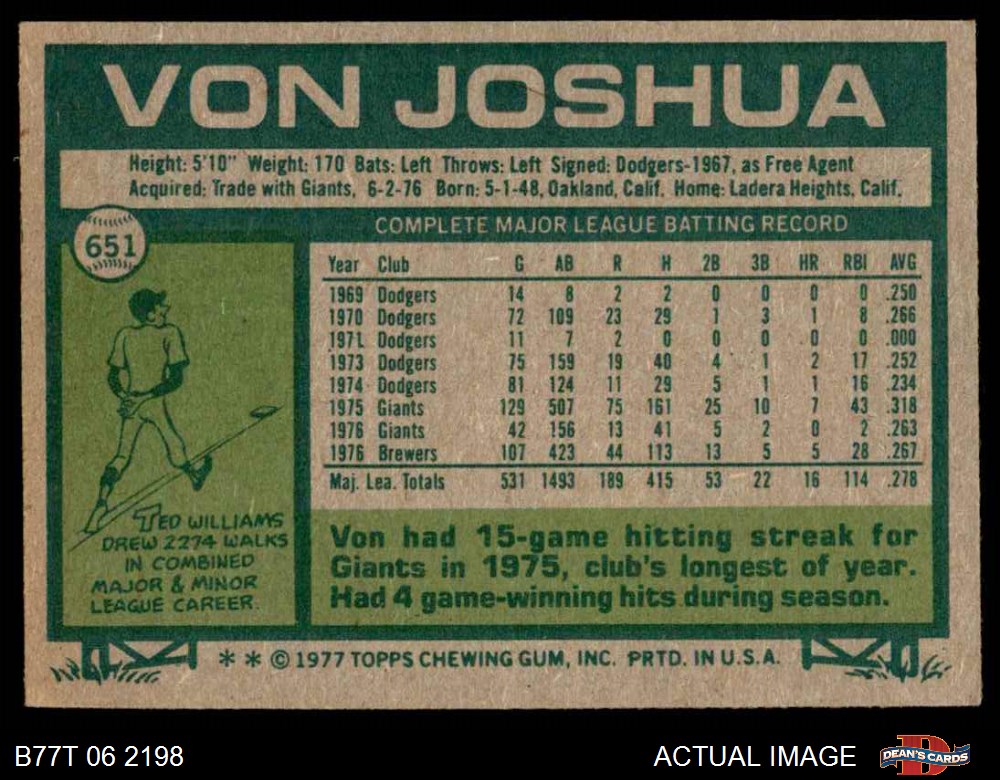 VON JOSHUA
Height: 5'10" Weight: 170 Bats: Left Throws: Left Signed: Dodgers-1967, as Free Agent
Acquired: Trade with Giants, 6-2-76 Born: 5-1-48, Oakland, Calif. Home: Ladera Heights, Calif.
651
COMPLETE MAJOR LEAGUE BATTING RECORD
Year Club G AB R H 2B 3B HR RBI AVG
1969 Dodgers 14 8 2 2 0 0 0 0 .250
1970 Dodgers 72 109 23 29 1 3 1 8 .266
1971 Dodgers 11 7 2 0 0 0 0 0 .000
1973 Dodgers 75 159 19 40 4 1 2 17 .252
1974 Dodgers 81 124 11 29 5 1 1 16 .234
1975 Giants 129 507 75 161 25 10 7 43 .318
1976 Giants 42 156 13 41 5 2 0 2 .263
1976 Brewers 107 423 44 113 13 5 5 28 .267
Maj. Lea. Totals 531 1493 189 415 53 22 16 114 .278
TED WILLIAMS
DREW 2274 WALKS
IN COMBINED
MAJOR & MINOR
LEAGUE CAREER.
Von had 15-game hitting streak for
Giants in 1975, club's longest of year.
Had 4 game-winning hits during season.
* * © 1977 TOPPS CHEWING GUM, INC. PRTD. IN U.S.A.
B77T 06 2198
ACTUAL IMAGE
DEAN'S CARDS